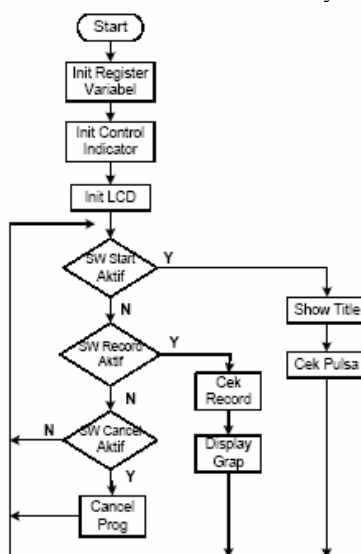 Start
Init Register
Variabel
Init Control
Indicator
Init LCD
SW Start
Aktif
Y
N
Show Title
SW Record
Aktif
Y
Cek Pulsa
Cek
Record
N
SW Cancel
Aktif
N
Display
Grap
Y
Cancel
Prog